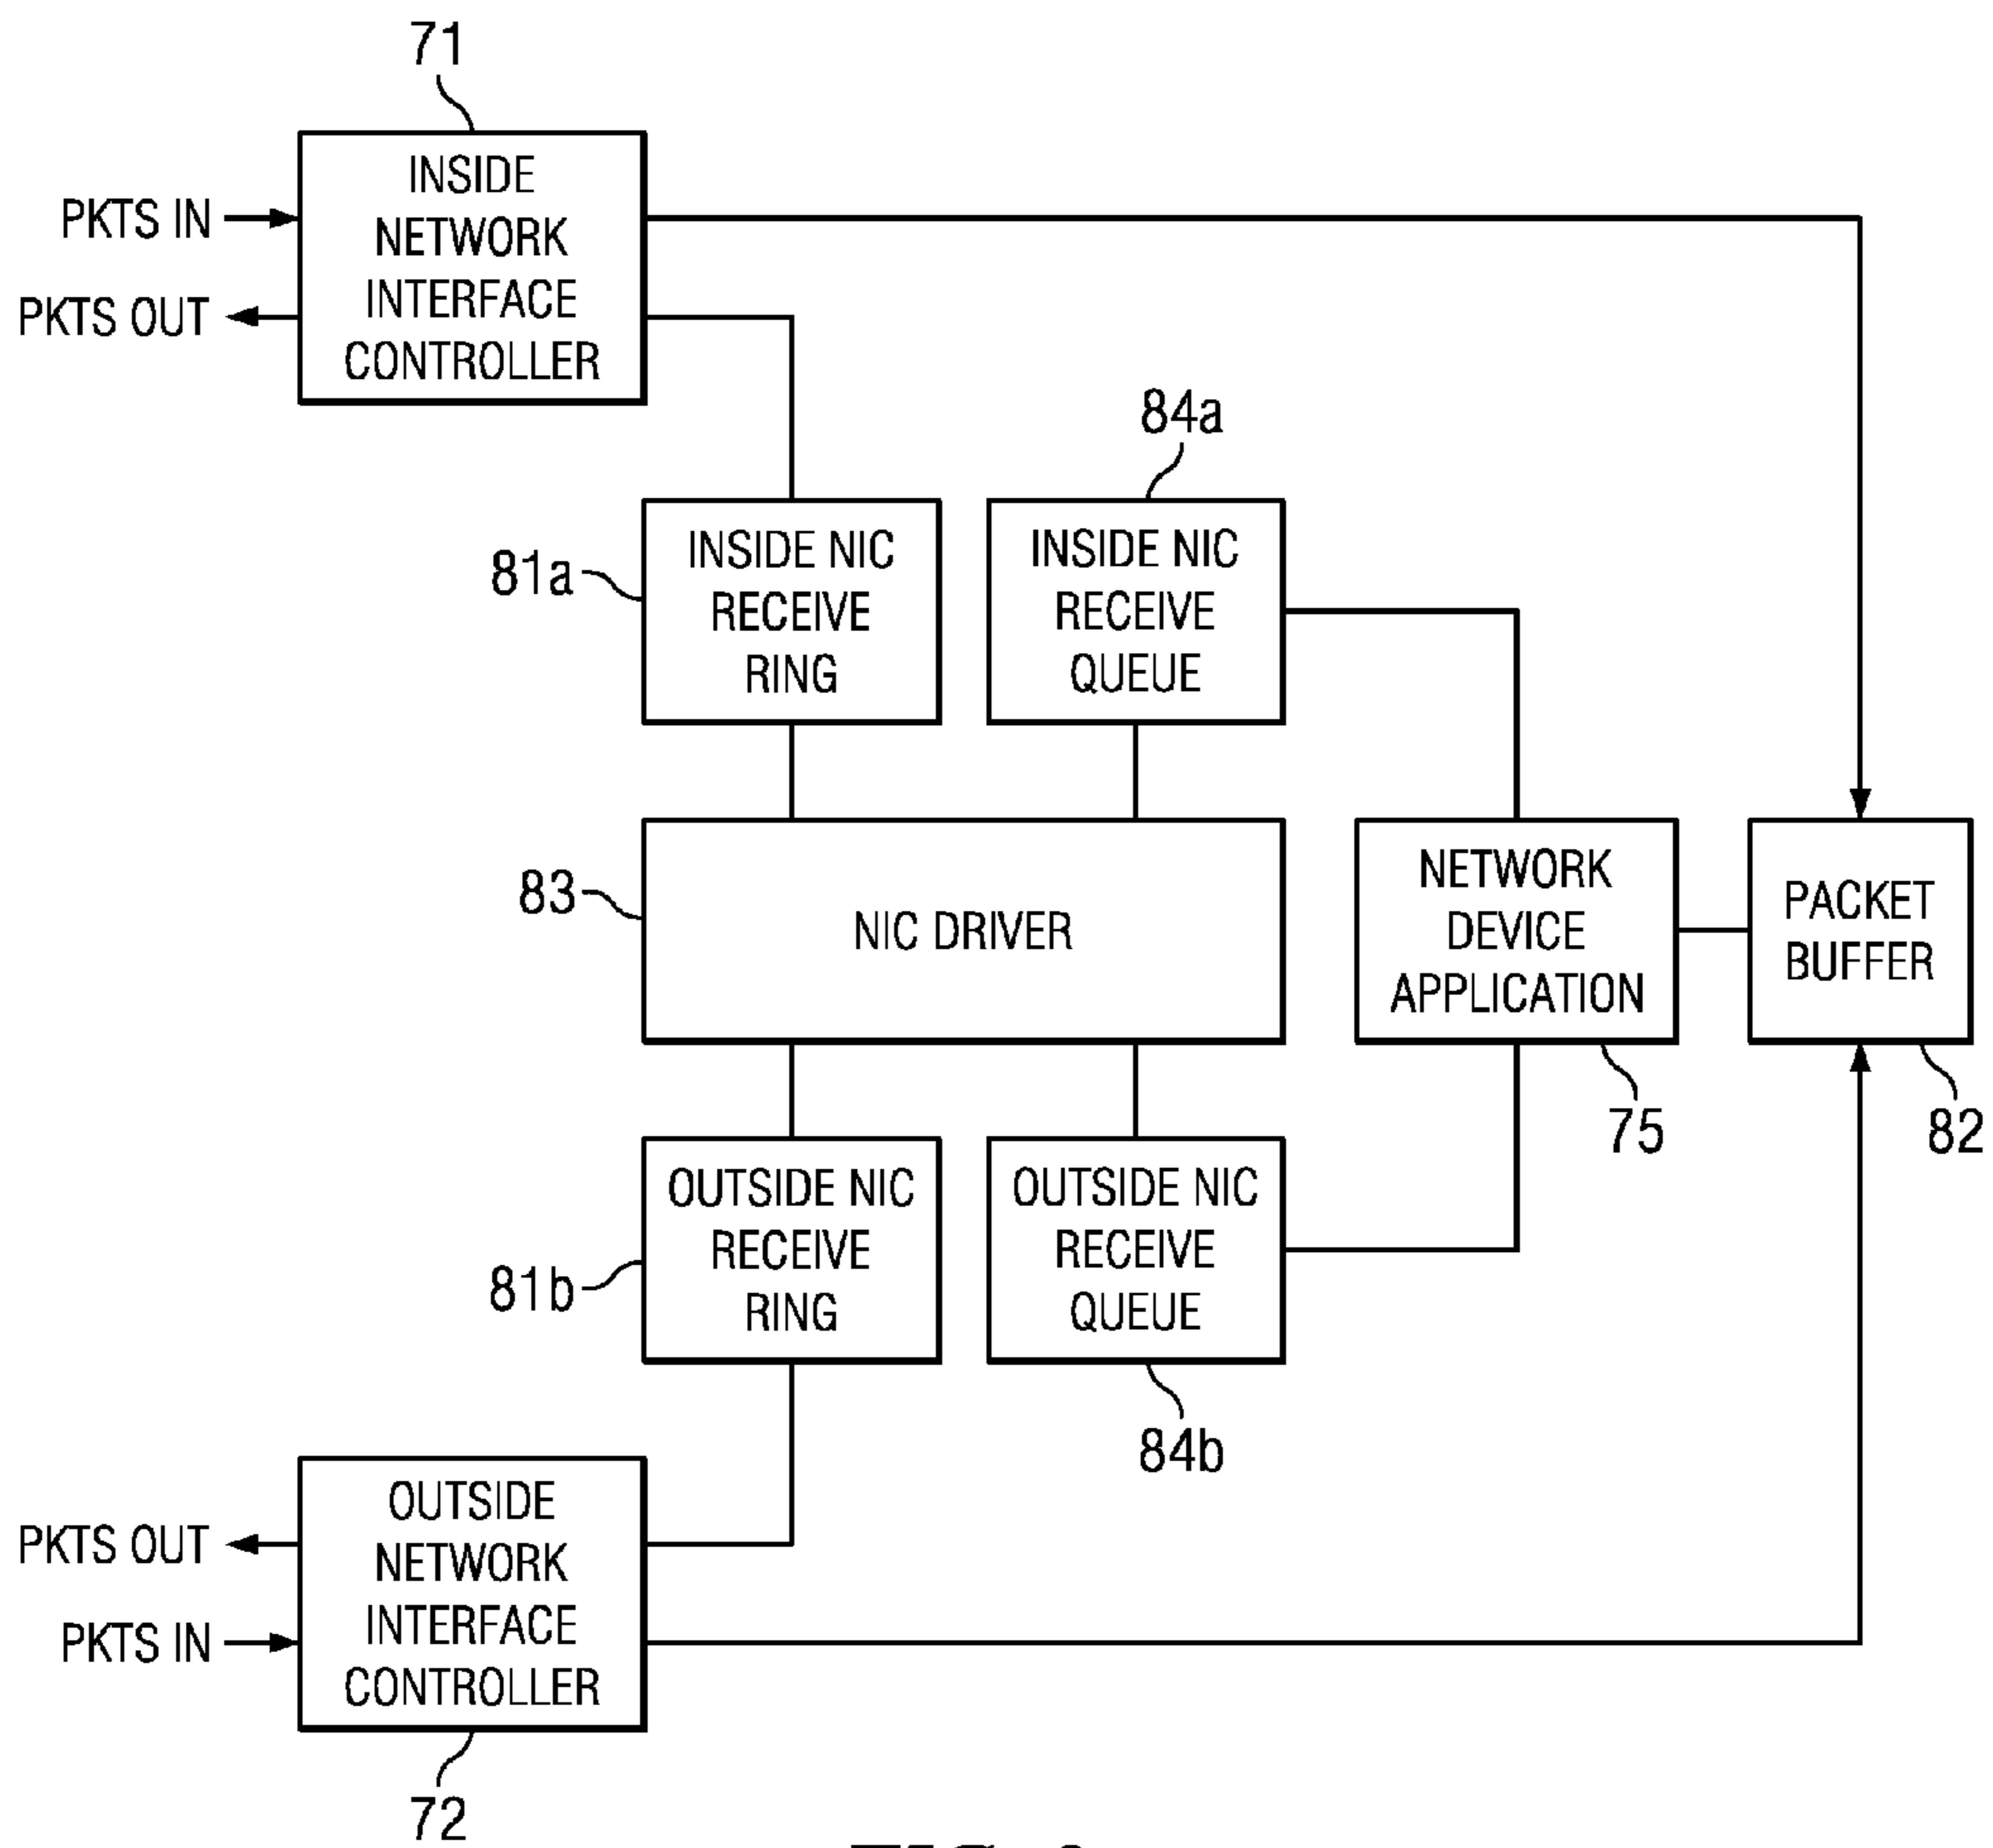 71
INSIDE
NETWORK
INTERFACE
CONTROLLER
PKTS IN
PKTS OUT
84a
81a
INSIDE NIC
RECEIVE
RING
INSIDE NIC
RECEIVE
QUEUE
83
NIC DRIVER
NETWORK
DEVICE
APPLICATION
PACKET
BUFFER
75
82
81b
OUTSIDE NIC
RECEIVE
RING
OUTSIDE NIC
RECEIVE
QUEUE
84b
PKTS OUT
PKTS IN
OUTSIDE
NETWORK
INTERFACE
CONTROLLER
72